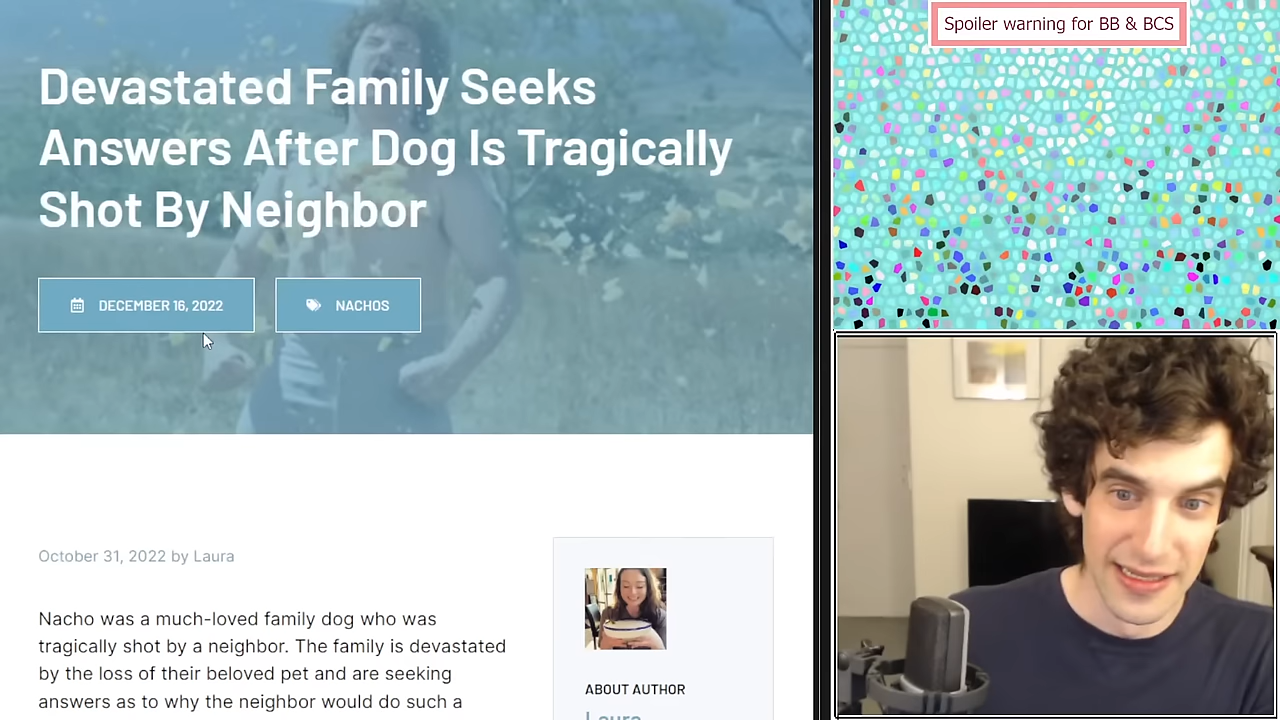 Spoiler warning for BB & BCS
Devastated Family Seeks
Answers After Dog Is Tragically
Shot By Neighbor
DECEMBER 16, 2022
NACHOS
October 31, 2022 by Laura
Nacho was a much-loved family dog who was
tragically shot by a neighbor. The family is devastated
by the loss of their beloved pet and are seeking
answers as to why the neighbor would do such a
ABOUT AUTHOR
Laura